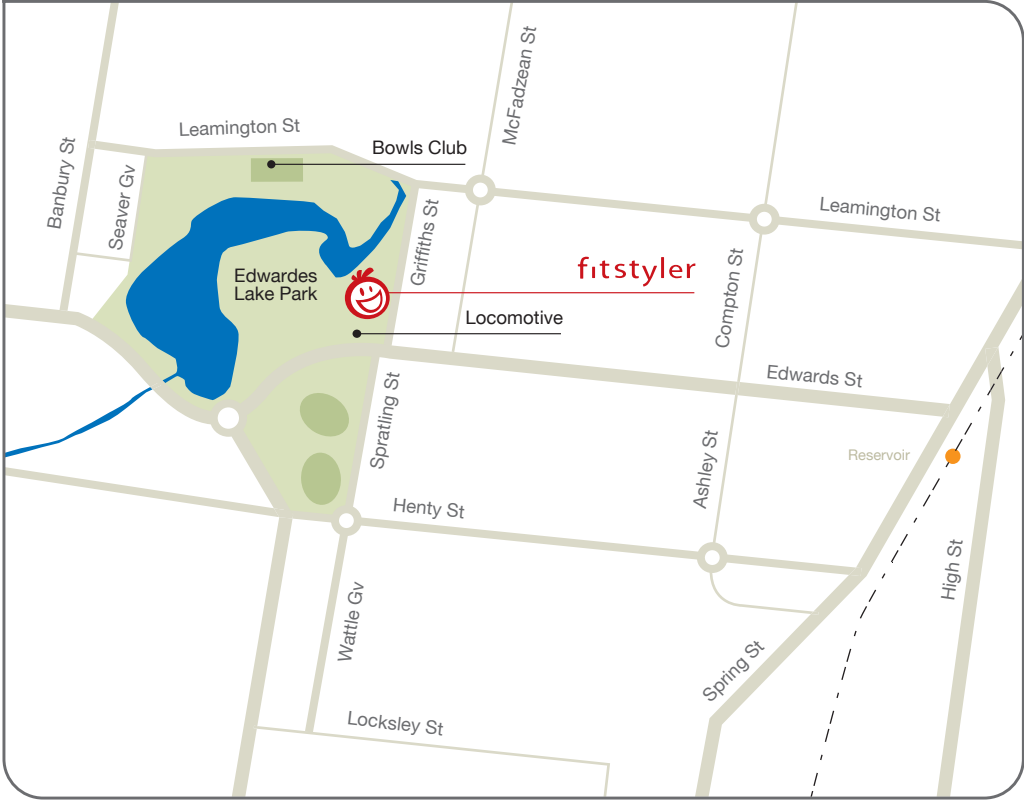 McFadzean St
Leamington St
Bowls Club
Banbury St
Seaver Gv
Griffiths St
Leamington St
fitstyler
Edwardes
Lake Park
Compton St
Locomotive
Edwards St
Spratling St
Ashley St
Reservoir
Henty St
High St
Wattle Gv
Spring St
Locksley St